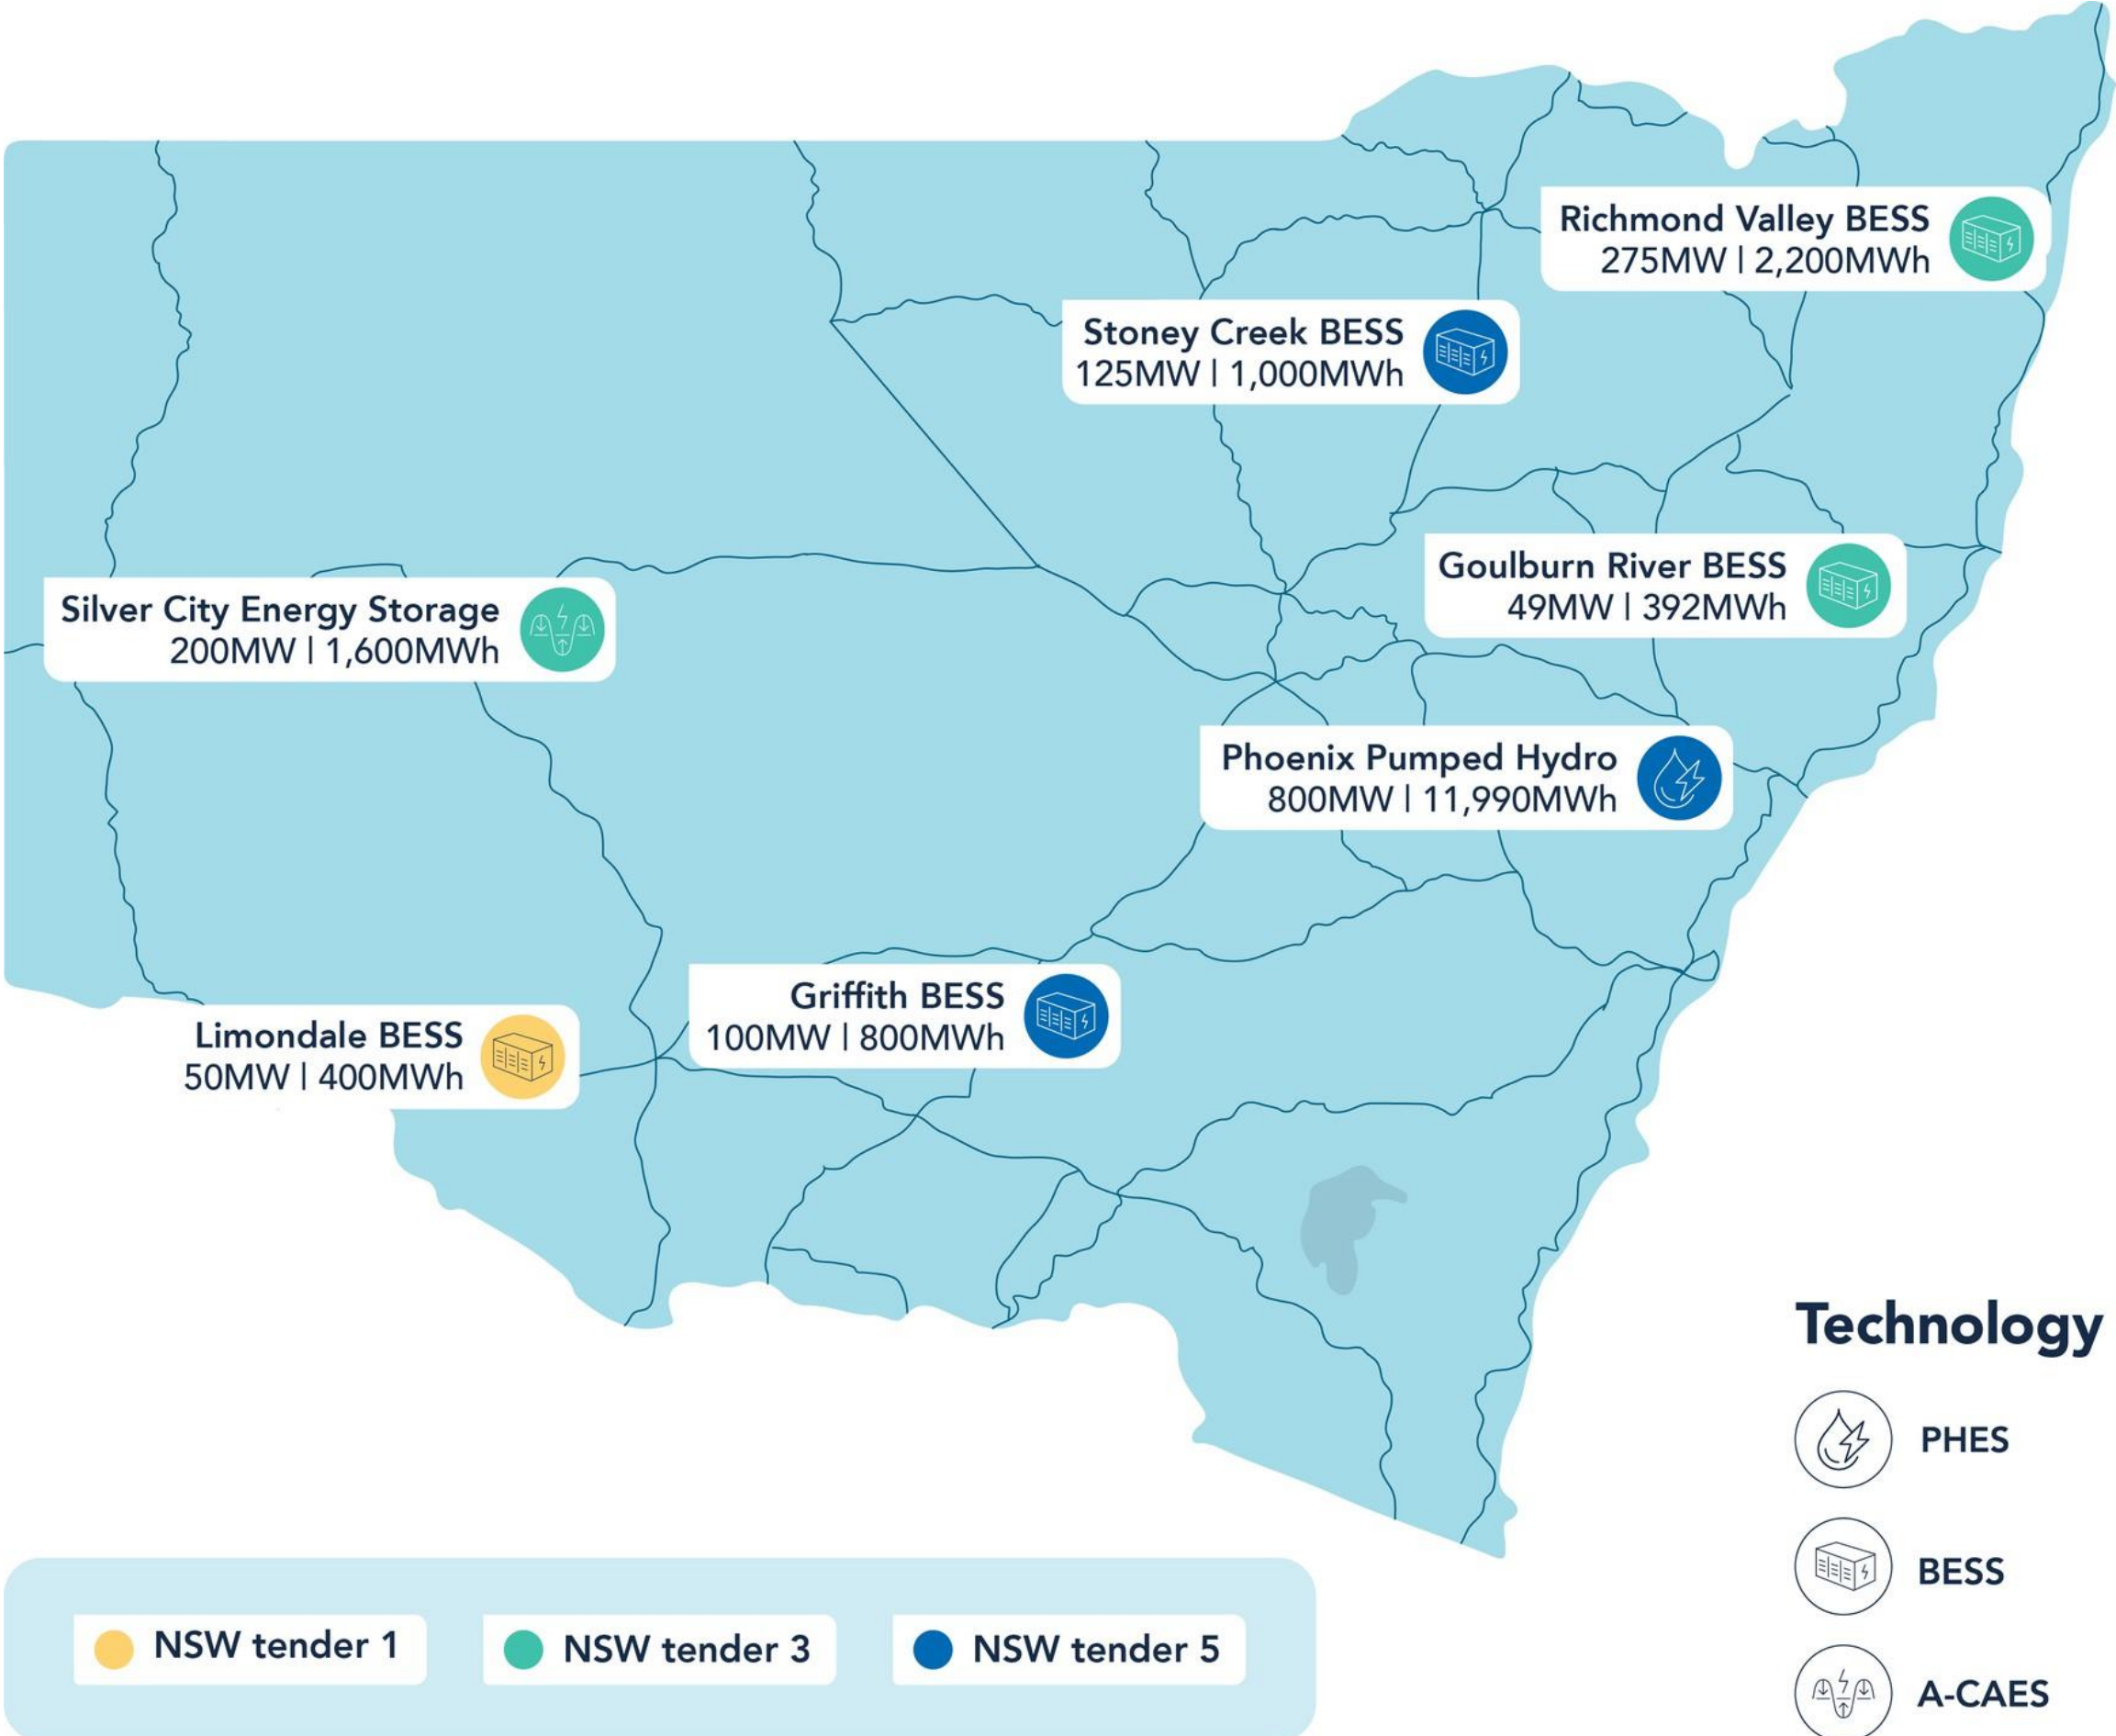 Richmond Valley BESS
275MW | 2,200MWh
Stoney Creek BESS
125MW | 1,000MWh
Goulburn River BESS
49MW | 392MWh
Silver City Energy Storage
200MW | 1,600MWh
Phoenix Pumped Hydro
800MW | 11,990MWh
Griffith BESS
100MW | 800MWh
Limondale BESS
50MW | 400MWh
Technology
PHES
BESS
A-CAES
NSW tender 1
NSW tender 3
NSW tender 5